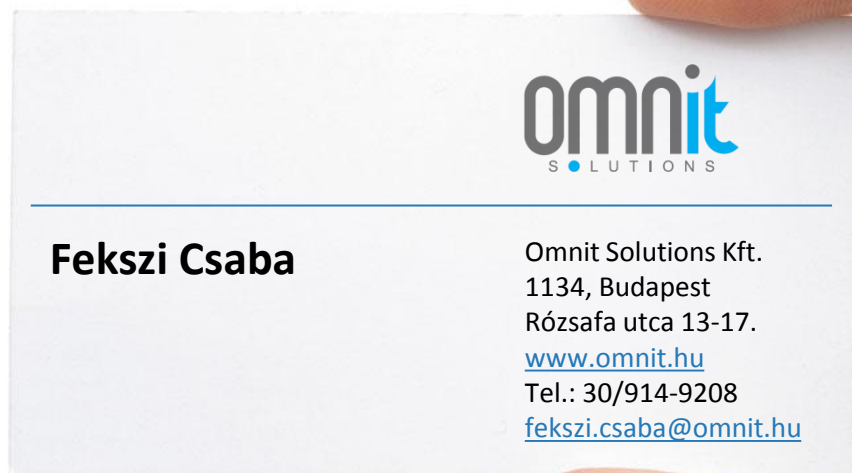 omnit
SOLUTIONS
Fekszi Csaba
Omnit Solutions Kft.
1134, Budapest
Rózsafa utca 13-17.
www.omnit.hu
Tel.: 30/914-9208
fekszi.csaba@omnit.hu